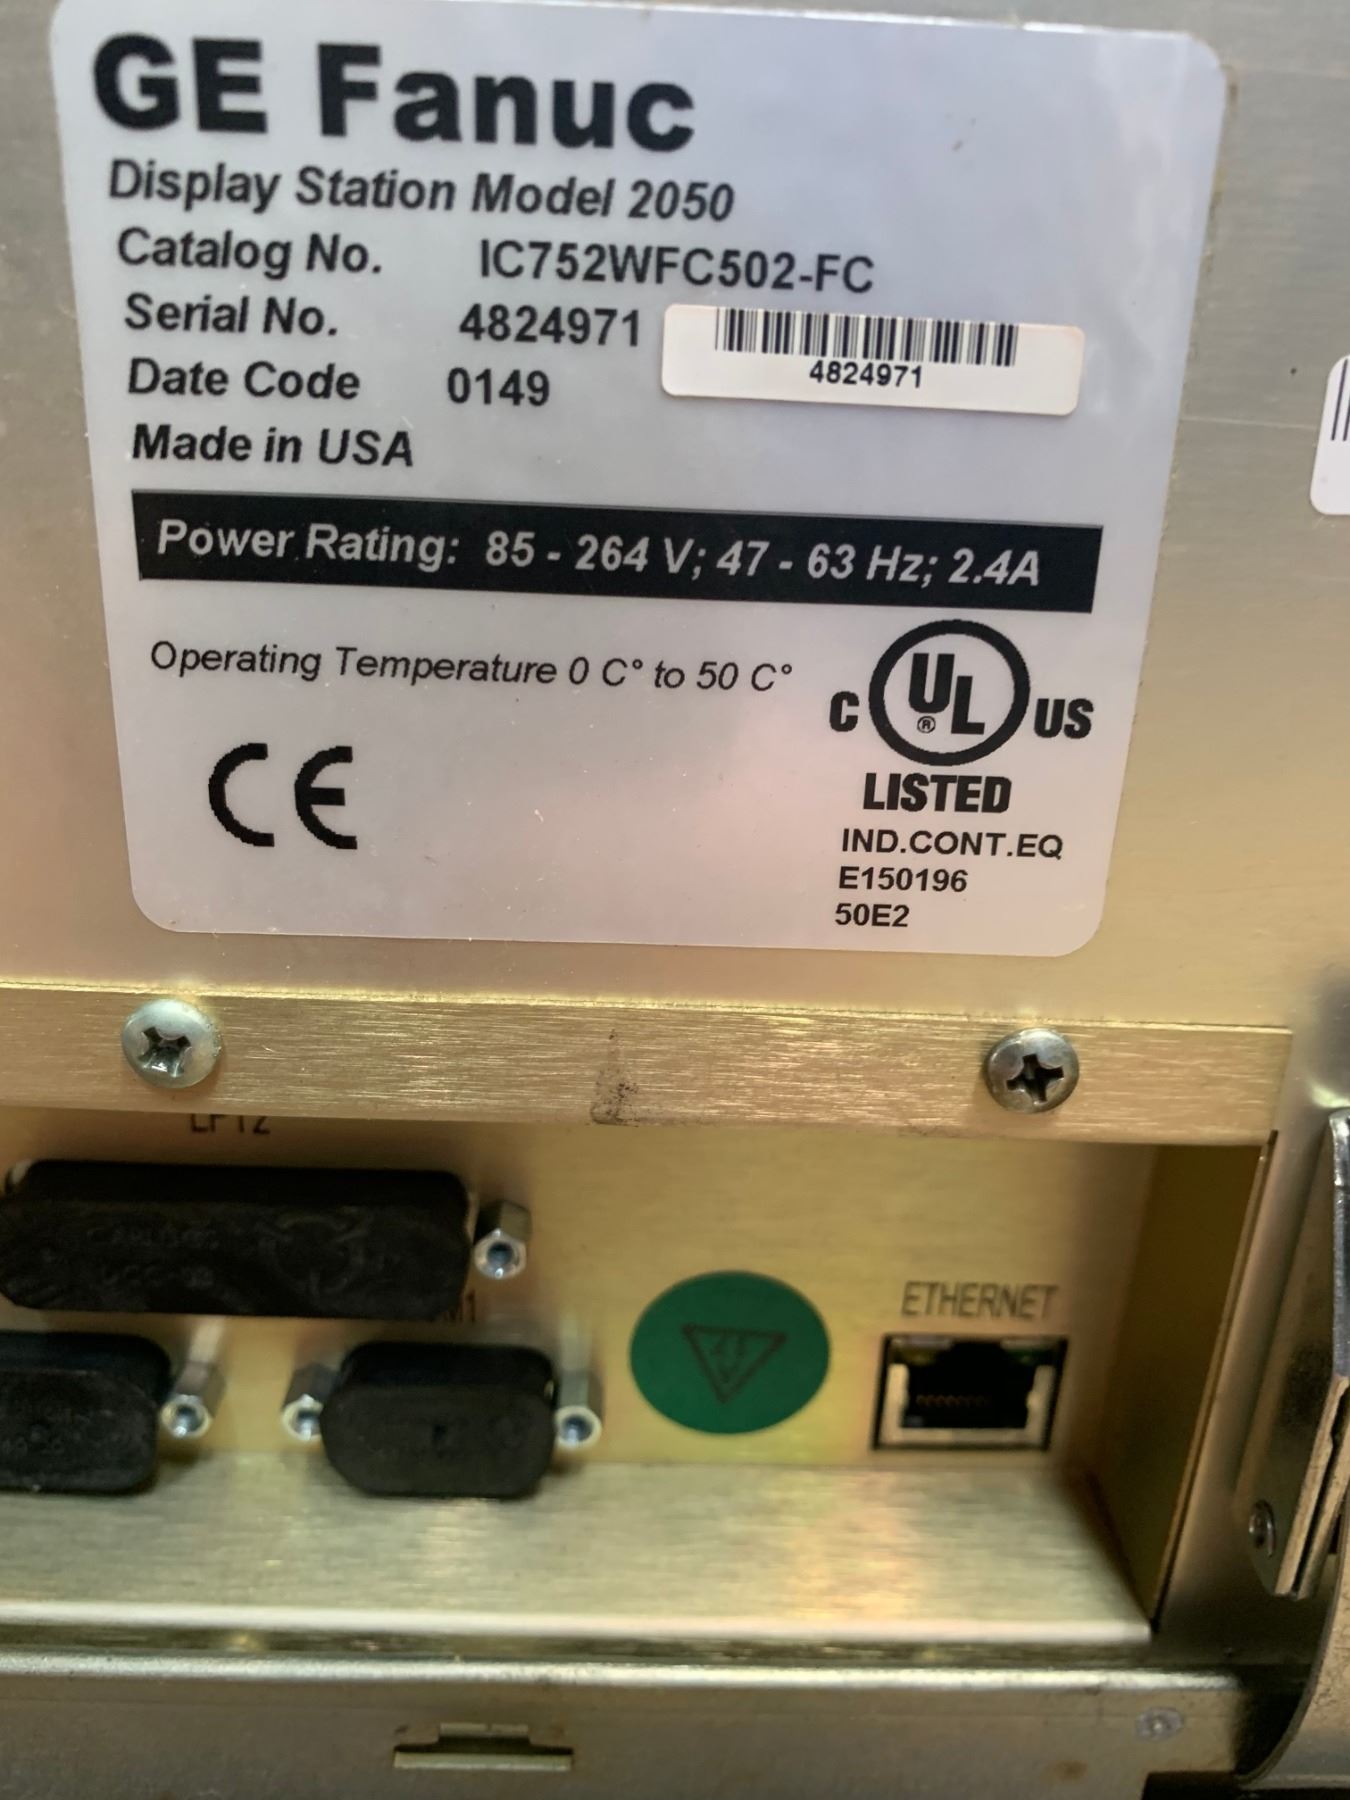 GE Fanuc
Display Station Model 2050
Catalog No. IC752WFC502-FC
Serial No. 4824971
4824971
Date Code 0149
Made in USA
Power Rating: 85 - 264 V; 47 - 63 Hz; 2.4A
Operating Temperature 0 C° to 50 C°
CE
C UL® US
LISTED
IND.CONT.EQ
E150196
50E2
LPT2
ETHERNET